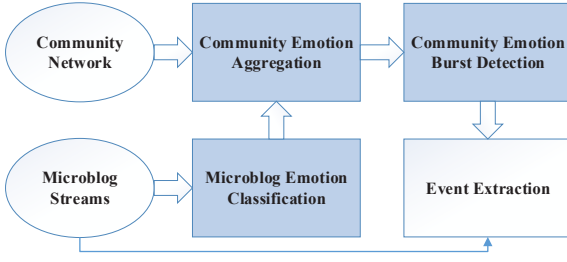 Community
Network
Community Emotion
Aggregation
Community Emotion
Burst Detection
Microblog
Streams
Microblog Emotion
Classification
Event Extraction